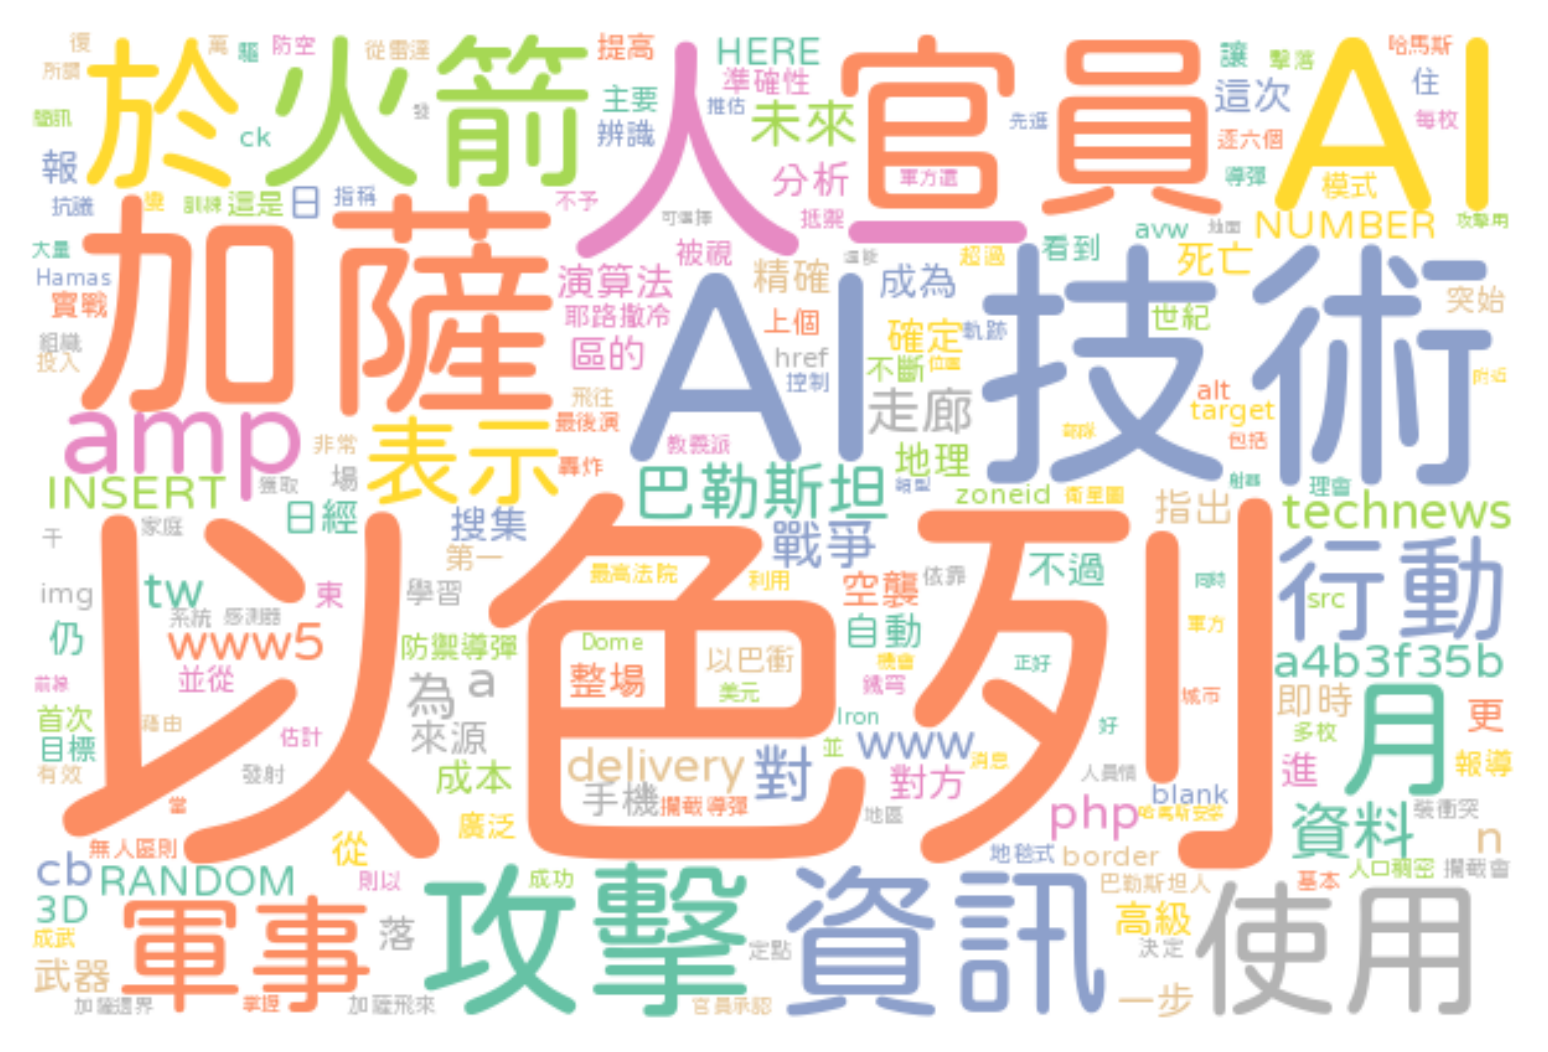 復 萬 驅 防空 從雷達 提高 HERE 讓 擊落 哈馬斯
所謂 於 火箭 人 官員 AI
準確性 這次 住
簡訊 ck 發 主要 推估 未來 先進 逐六個 每枚
報 辨識 分析 軍方還 導彈 模式
抗議 訓練 這是 日 指稱 不予 抵禦 可選擇 avw NUMBER 攻擊用
大量 加薩 被視 超過 看到 死亡
Hamas 演算法 精確 成為 AI技術 突始
實戰 耶路撒冷 上個 確定 軌跡 世紀
組織 區的 href 不斷 位置 附近
投入 飛往 控制 走廊 alt
amp 非常 表示 最後演 教義派 target
轟炸 地理 部隊 包括
INSERT 獲取 場 巴勒斯坦 類型 zoneid 衛星圖 射 理會
日經 搜集 戰爭 指出 technews
干 家庭 第一 以色列 行動
img tw 東 學習 最高法院 利用 空襲 依靠 不過 同時 src
系統 感測器
仍 www5 防禦導彈 Dome 以巴衝 自動 機會 正好 軍方
前線 並從 為 a 整場 美元 鐵穹 城市 a4b3f35b
首次 藉由 估計 來源 Iron 好 即時 月 更
目標 並 www 消息 多枚
有效 發射 成本 delivery 對 對方 人員情 進 報導
當 手機 攔截導彈 地區 php blank 哈馬斯安裝 資料 裝衝突
無人區則 從 廣泛 地毯式 border n
cb RANDOM 則以 成功 巴勒斯坦人 基本 人口稠密 攔截會
3D 軍事 攻擊 資訊 高級 使用
成武 落 定點 決定
武器 一步
加薩邊界 掌握 加薩飛來 官員承認